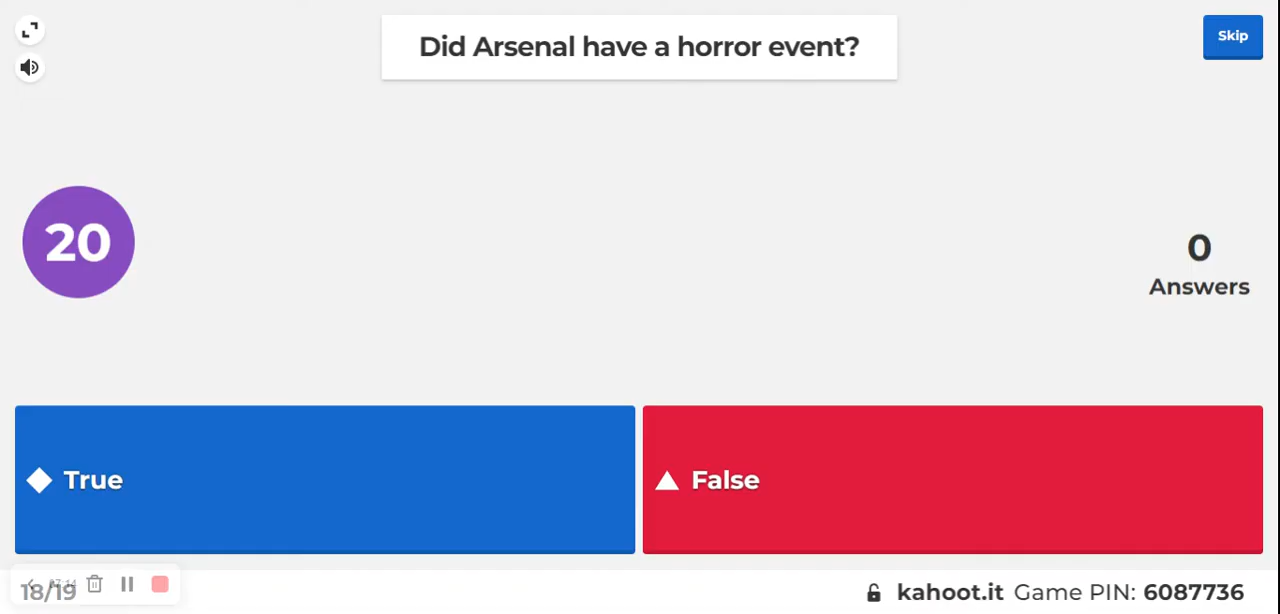 Did Arsenal have a horror event?
Skip
20
0
Answers
True
False
18/19
kahoot.it Game PIN: 6087736